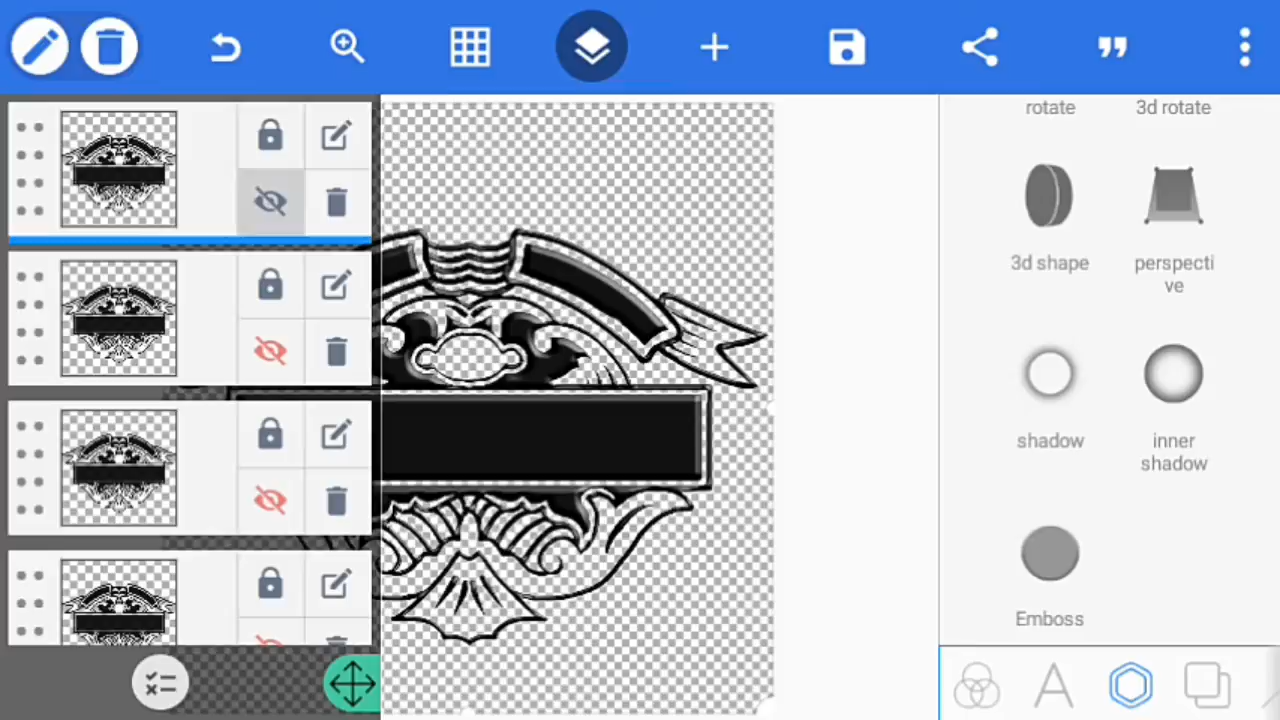 rotate
3d rotate
3d shape
perspecti
ve
shadow
inner
shadow
Emboss